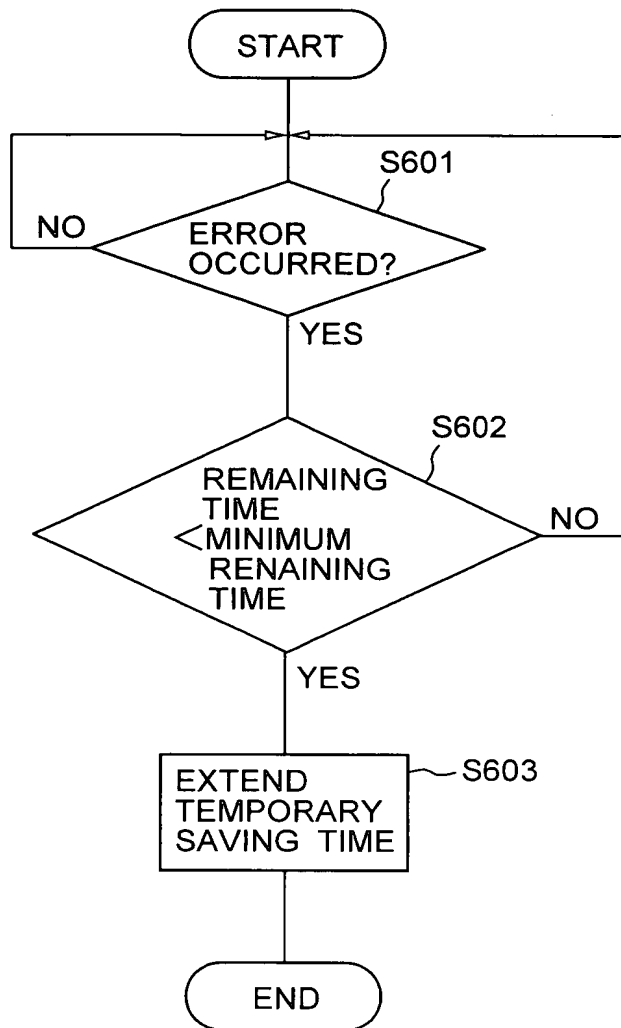 START
S601
NO
ERROR
OCCURRED?
YES
S602
REMAINING
TIME
<MINIMUM
RENAINING
TIME
NO
YES
S603
EXTEND
TEMPORARY
SAVING TIME
END